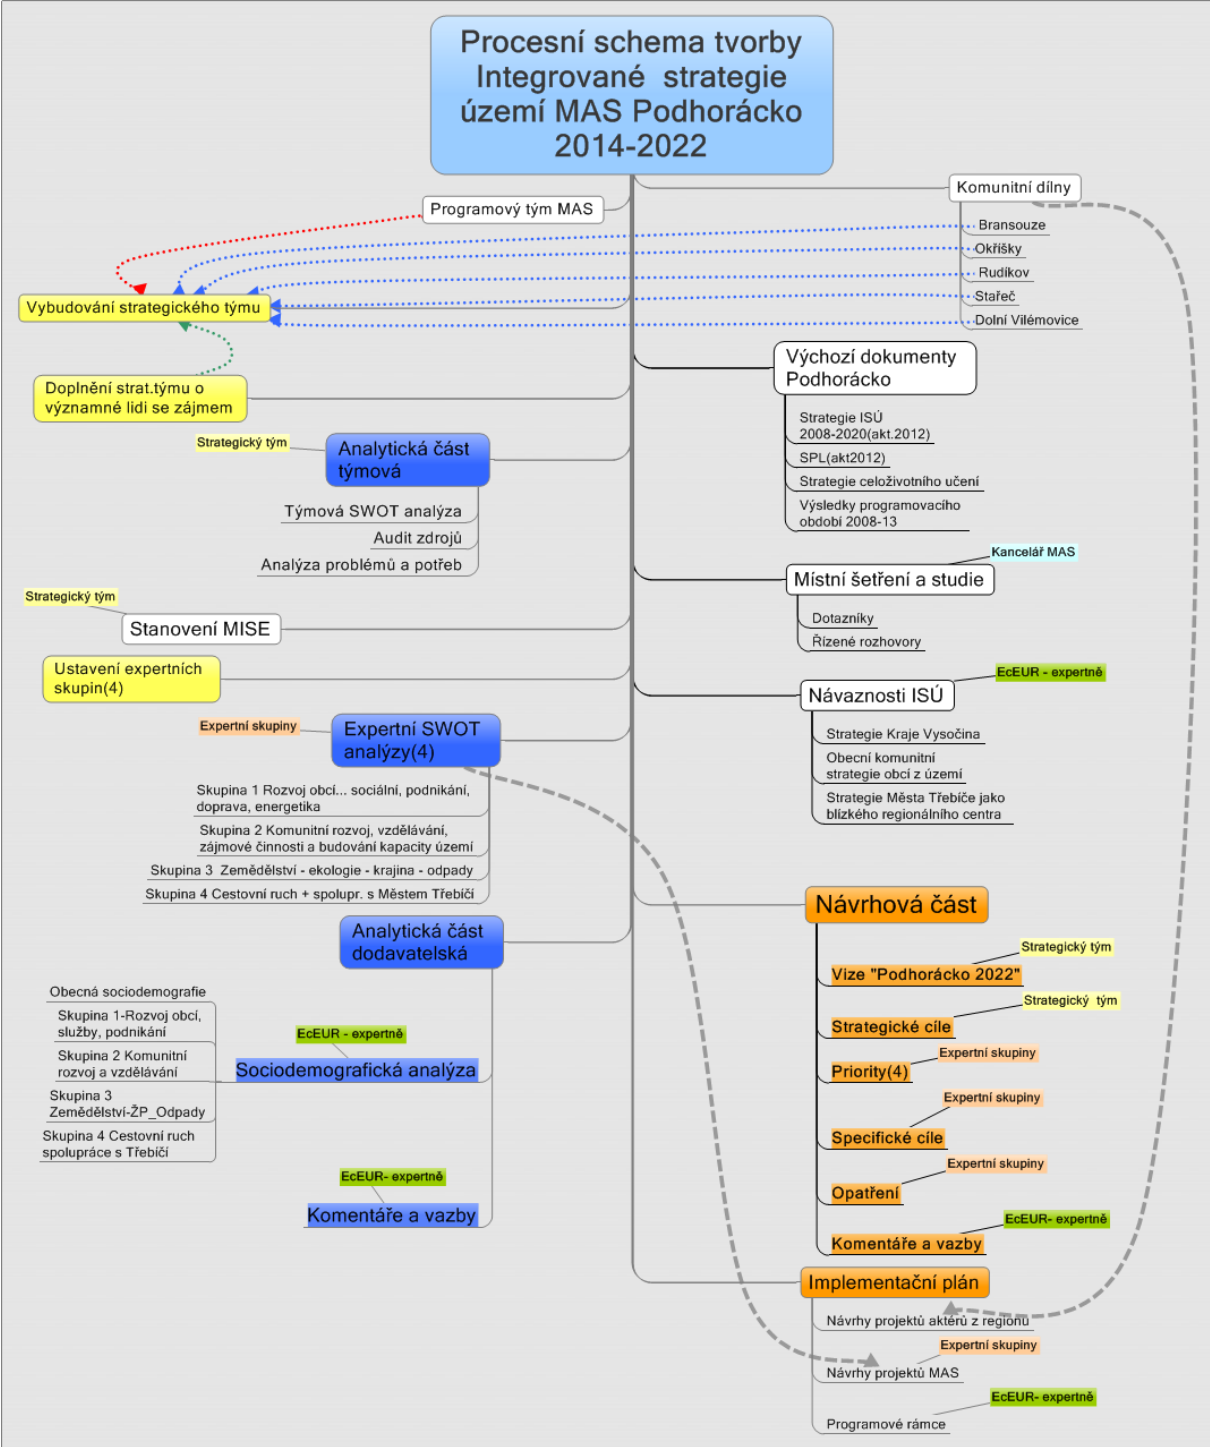 Procesní schema tvorby
Integrované  strategie
území MAS Podhorácko
2014-2022
Programový tým MAS
Vybudování strategického týmu
Doplnění strat.týmu o
významné lidi se zájmem
Strategický tým
Analytická část
týmová
Týmová SWOT analýza
Audit zdrojů
Analýza problémů a potřeb
Strategický tým
Stanovení MISE
Ustavení expertních
skupin(4)
Expertní skupiny
Expertní SWOT
analýzy(4)
Skupina 1 Rozvoj obcí... sociální, podnikání,
doprava, energetika
Skupina 2 Komunitní rozvoj, vzdělávání,
zájmové činnosti a budování kapacity území
Skupina 3  Zemědělství - ekologie - krajina - odpady
Skupina 4 Cestovní ruch + spolupr. s Městem Třebíčí
Analytická část
dodavatelská
Obecná sociodemografie
Skupina 1-Rozvoj obcí,
služby, podnikání
Skupina 2 Komunitní
rozvoj a vzdělávání
Skupina 3
Zemědělství-ŽP_Odpady
Skupina 4 Cestovní ruch
spolupráce s Třebíčí
EcEUR - expertně
Sociodemografická analýza
EcEUR- expertně
Komentáře a vazby
Komunitní dílny
Bransouze
Okříšky
Rudíkov
Stařeč
Dolní Vilémovice
Výchozí dokumenty
Podhorácko
Strategie ISÚ
2008-2020(akt.2012)
SPL(akt2012)
Strategie celoživotního učení
Výsledky programovacího
období 2008-13
Kancelář MAS
Místní šetření a studie
Dotazníky
Řízené rozhovory
EcEUR - expertně
Návaznosti ISÚ
Strategie Kraje Vysočina
Obecní komunitní
strategie obcí z území
Strategie Města Třebíče jako
blízkého regionálního centra
Návrhová část
Strategický tým
Vize "Podhorácko 2022"
Strategický  tým
Strategické cíle
Expertní skupiny
Priority(4)
Expertní skupiny
Specifické cíle
Expertní skupiny
Opatření
EcEUR- expertně
Komentáře a vazby
Implementační plán
Návrhy projektů aktérů z regionu
Expertní skupiny
Návrhy projektů MAS
EcEUR- expertně
Programové rámce